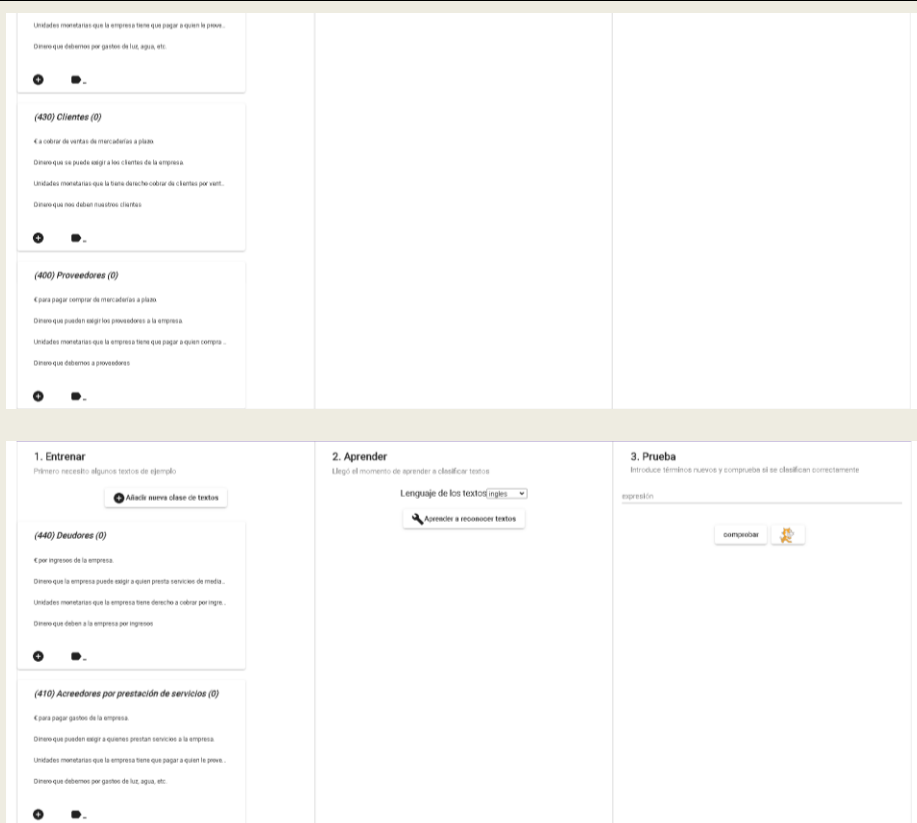 Unidades monetarias que la empresa tiene que pagar a quien le prove..
Dinero que debemos por gastos de luz, agua, etc.
(430) Clientes (0)
€ a cobrar de ventas de mercaderías a plazo
Dinero que se puede exigir a los clientes de la empresa.
Unidades monetarias que la tiene derecho cobrar de clientes por vent..
Dinero que nos deben nuestros clientes
(400) Proveedores (0)
€ para pagar comprar de mercaderías a plazo
Dinero que pueden exigir los proveedores a la empresa.
Unidades monetarias que la empresa tiene que pagar a quien compra ..
Dinero que debemos a proveedores
1. Entrenar
Primero necesito algunos textos de ejemplo
Añadir nueva clase de textos
(440) Deudores (0)
€ por ingresos de la empresa.
Dinero que la empresa puede exigir a quien presta servicios de media..
Unidades monetarias que la empresa tiene derecho a cobrar por ingre..
Dinero que deben a la empresa por ingresos
(410) Acreedores por prestación de servicios (0)
€ para pagar gastos de la empresa.
Dinero que pueden exigir a quienes prestan servicios a la empresa.
Unidades monetarias que la empresa tiene que pagar a quien le prove..
Dinero que debemos por gastos de luz, agua, etc.
2. Aprender
Llegó el momento de aprender a clasificar textos
Lenguaje de los textos ingles
Aprender a reconocer textos
3. Prueba
Introduce términos nuevos y comprueba si se clasifican correctamente
expresión
comprobar